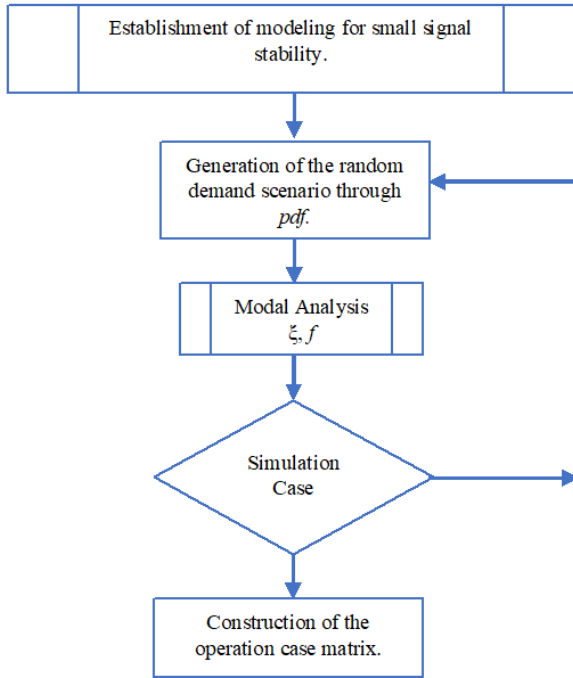 Establishment of modeling for small signal
stability.
Generation of the random
demand scenario through
pdf.
Modal Analysis
ξ, f
Simulation
Case
Construction of the
operation case matrix.